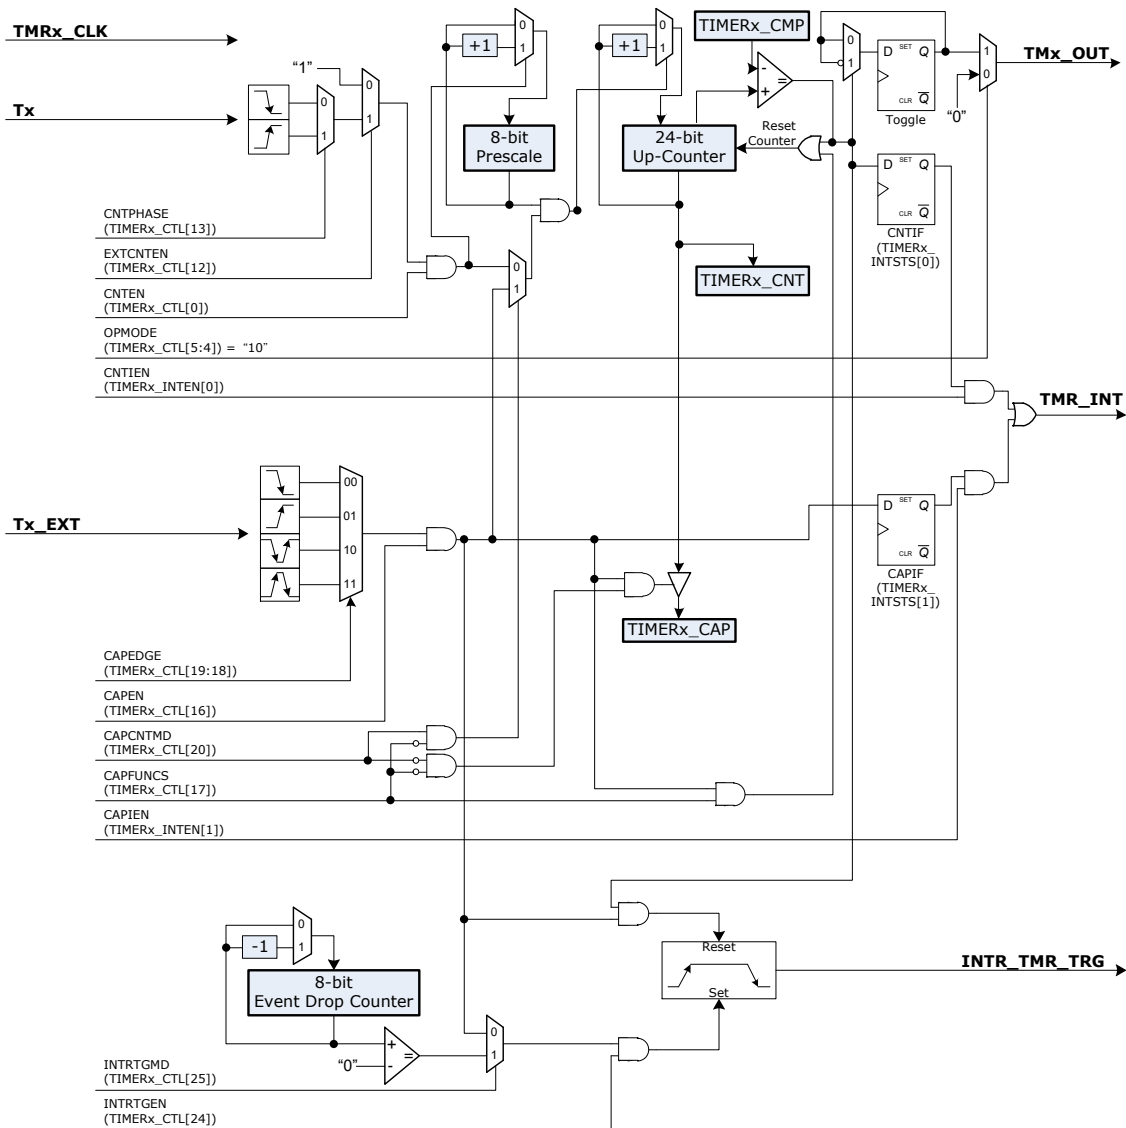 TMRx_CLK
Tx
"1"
0
1
0
1
+1
0
1
8-bit
Prescale
+1
0
1
24-bit
Up-Counter
TIMERx_CMP
-
+
=
Reset
Counter
0
1
D SET Q
CLR Q
Toggle
1
0
"0"
TMx_OUT
D SET Q
CLR Q
CNTIF
(TIMERx_
INTSTS[0])
CNTPHASE
(TIMERx_CTL[13])
EXTCNTEN
(TIMERx_CTL[12])
0
1
TIMERx_CNT
CNTEN
(TIMERx_CTL[0])
OPMODE
(TIMERx_CTL[5:4]) = "10"
CNTIEN
(TIMERx_INTEN[0])
TMR_INT
Tx_EXT
00
01
10
11
D SET Q
CLR Q
CAPIF
(TIMERx_
INTSTS[1])
TIMERx_CAP
CAPEDGE
(TIMERx_CTL[19:18])
CAPEN
(TIMERx_CTL[16])
CAPCNTMD
(TIMERx_CTL[20])
CAPFUNCS
(TIMERx_CTL[17])
CAPIEN
(TIMERx_INTEN[1])
-1
0
1
8-bit
Event Drop Counter
Reset
Set
INTR_TMR_TRG
+
-
=
"0"
0
1
INTRTGMD
(TIMERx_CTL[25])
INTRTGEN
(TIMERx_CTL[24])